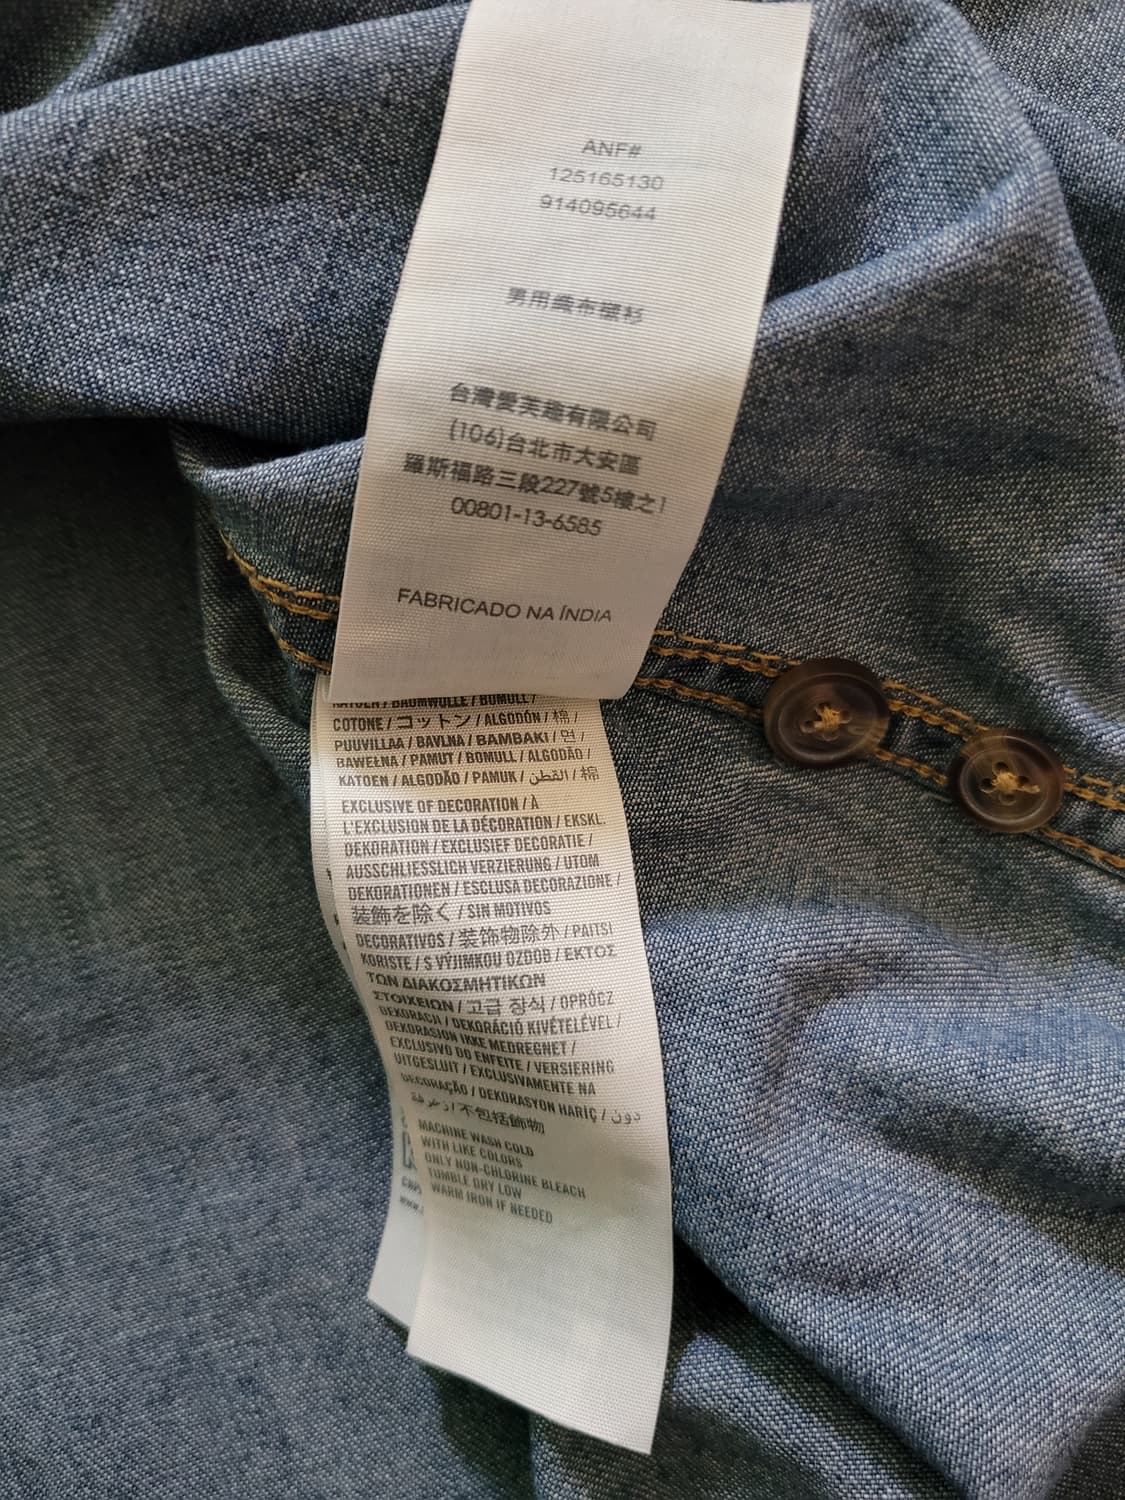 ANF#
125165130
914095644
男用織布襯衫
台灣愛芙趣有限公司
(106)台北市大安區
羅斯福路三段227號5樓之1
00801-13-6585
FABRICADO NA ÍNDIA
KATOEN / BAUMWOLLE / BOMULL /
COTONE / コットン / ALGODÓN / 棉 /
PUUVILLAA / BAVLNA / ΒΑΜΒΑΚΙ / 면 /
BAWEŁNA / PAMUT / BOMULL / ALGODÃO /
KATOEN / ALGODÃO / PAMUK / القطن / 棉
EXCLUSIVE OF DECORATION / À
L'EXCLUSION DE LA DÉCORATION / EKSKL.
DEKORATION / EXCLUSIEF DECORATIE /
AUSSCHLIESSLICH VERZIERUNG / UTOM
DEKORATIONEN / ESCLUSA DECORAZIONE /
装飾を除く / SIN MOTIVOS
DECORATIVOS / 装饰物除外 / PAITSI
KORISTE / S VÝJIMKOU OZDOB / ΕΚΤΟΣ
ΤΩΝ ΔΙΑΚΟΣΜΗΤΙΚΩΝ
ΣΤΟΙΧΕΙΩΝ / 고급 장식 / OPRÓCZ
DEKORACJI / DEKORÁCIÓ KIVÉTELÉVEL /
DEKORASJON IKKE MEDREGNET /
EXCLUSIVO DO ENFEITE / VERSIERING
UITGESLUIT / EXCLUSIVAMENTE NA
DECORAÇÃO / DEKORASYON HARİÇ / دون
زخرفة / 不包括飾物
MACHINE WASH COLD
WITH LIKE COLORS
ONLY NON-CHLORINE BLEACH
TUMBLE DRY LOW
WARM IRON IF NEEDED